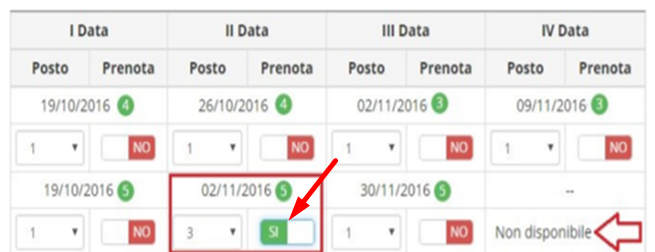 I Data II Data III Data IV Data
Posto Prenota Posto Prenota Posto Prenota Posto Prenota
19/10/2016 4 26/10/2016 4 02/11/2016 3 09/11/2016 3
1 NO 1 NO 1 NO 1 NO
19/10/2016 5 02/11/2016 5 30/11/2016 5 --
1 NO 3 SI 1 NO Non disponibile